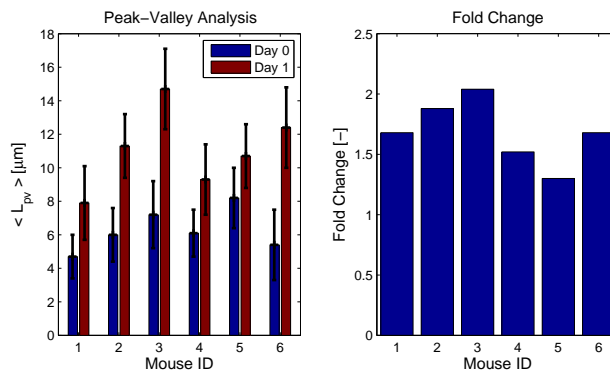 Peak−Valley Analysis
18
16
14
12
10
8
6
4
2
0
< L_pv > [μm]
Day 0
Day 1
1 2 3 4 5 6
Mouse ID
Fold Change
2.5
2
1.5
1
0.5
0
Fold Change [-]
1 2 3 4 5 6
Mouse ID